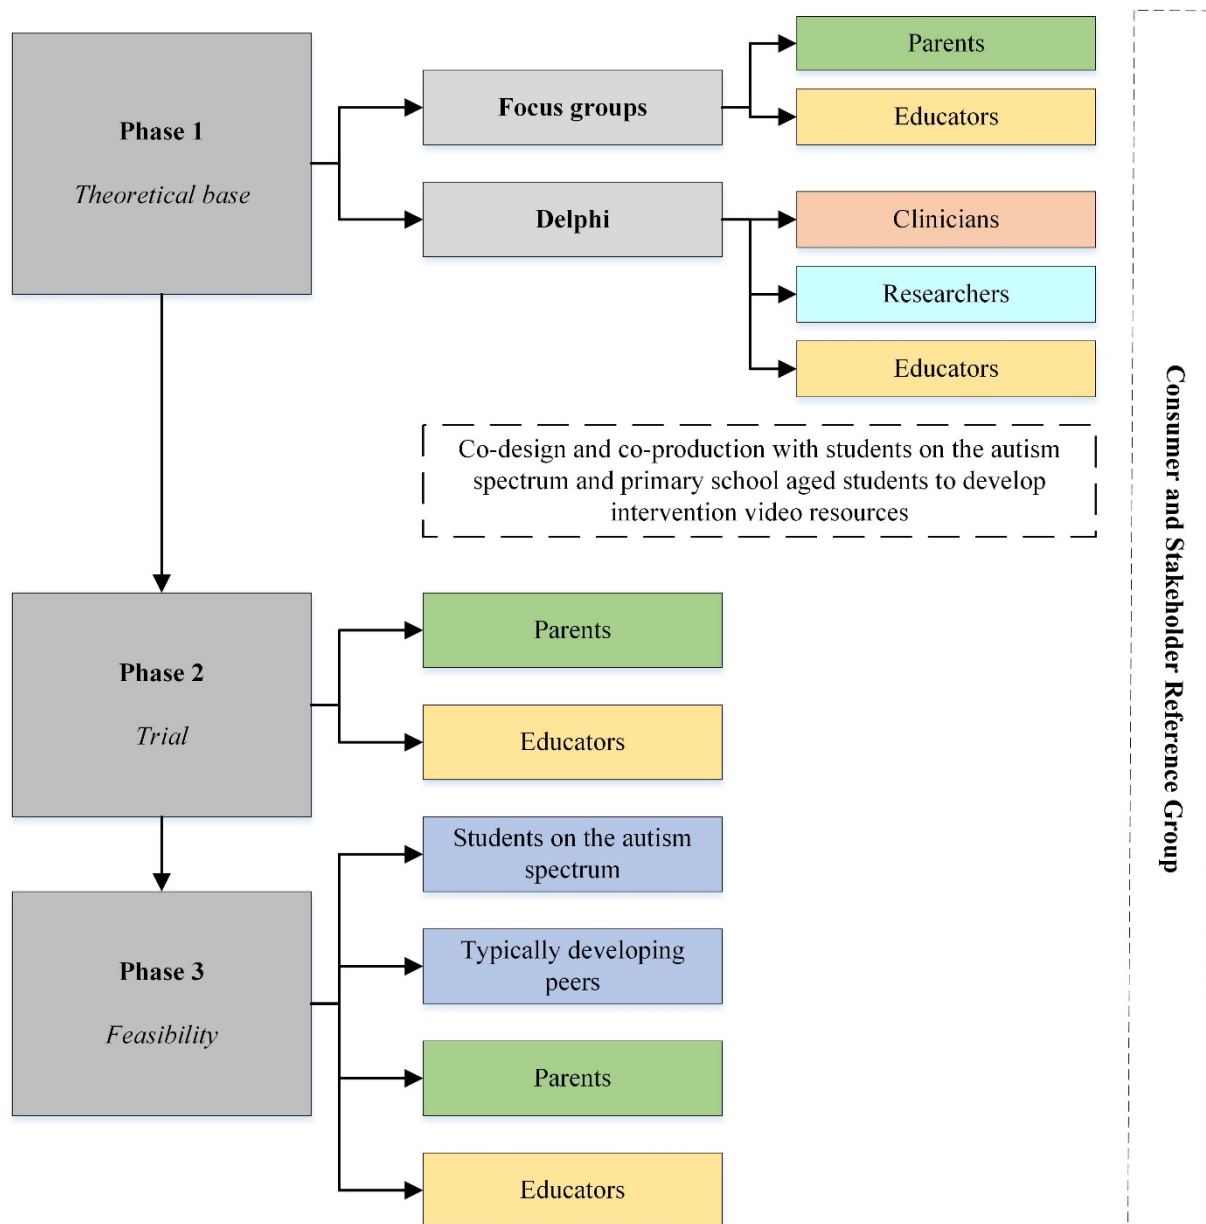 Phase 1
Theoretical base
Focus groups
Parents
Educators
Delphi
Clinicians
Researchers
Educators
Co-design and co-production with students on the autism
spectrum and primary school aged students to develop
intervention video resources
Phase 2
Trial
Parents
Educators
Phase 3
Feasibility
Students on the autism
spectrum
Typically developing
peers
Parents
Educators
Consumer and Stakeholder Reference Group